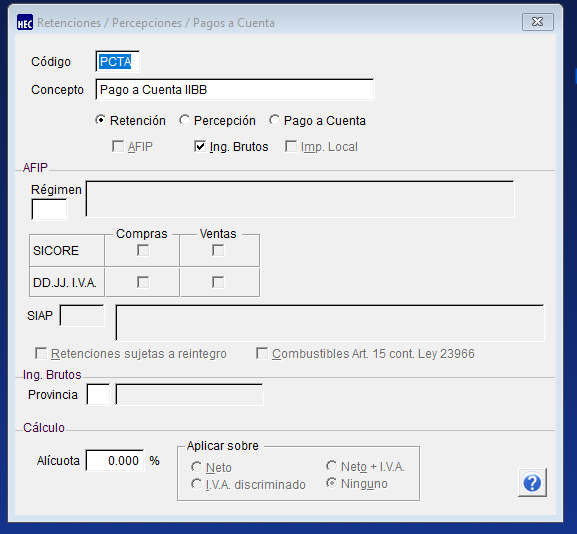 HEC Retenciones / Percepciones / Pagos a Cuenta
Código PCTA
Concepto Pago a Cuenta IIBB
Retención Percepción Pago a Cuenta
AFIP Ing. Brutos Imp. Local
AFIP
Régimen
Compras Ventas
SICORE
DD.JJ. I.V.A.
SIAP
Retenciones sujetas a reintegro Combustibles Art. 15 cont. Ley 23966
Ing. Brutos
Provincia
Cálculo
Alícuota 0.000 %
Aplicar sobre
Neto Neto + I.V.A.
I.V.A. discriminado Ninguno
?